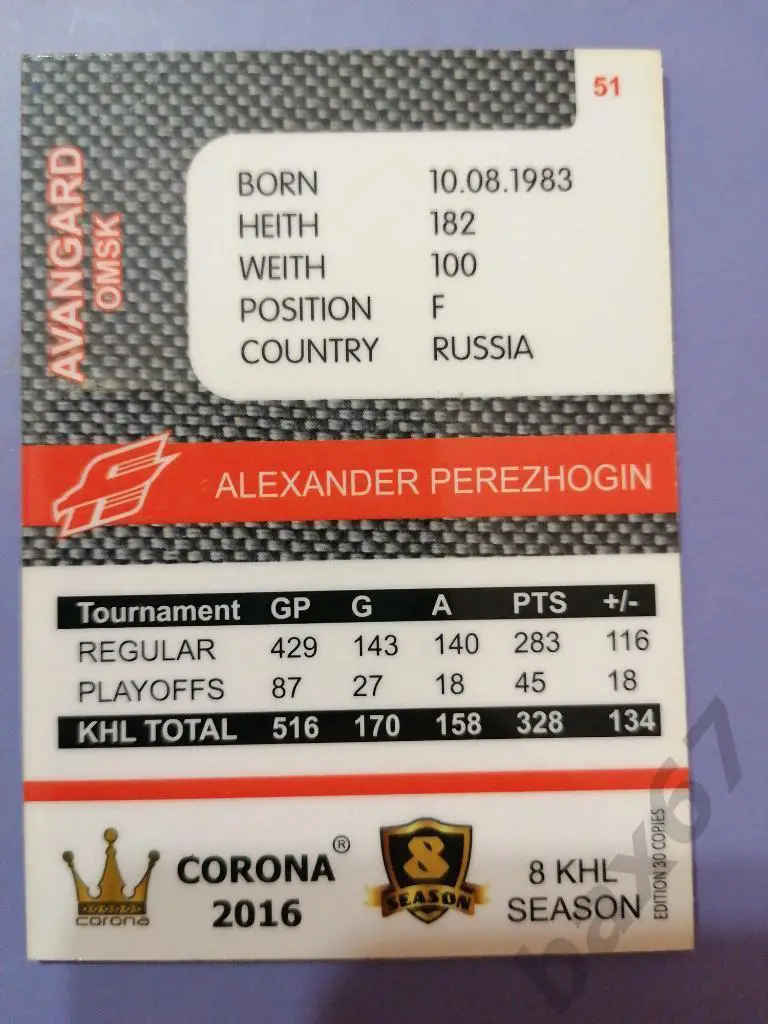 51
AVANGARD
OMSK
BORN 10.08.1983
HEITH 182
WEITH 100
POSITION F
COUNTRY RUSSIA
ALEXANDER PEREZHOGIN
Tournament GP G A PTS +/-
REGULAR 429 143 140 283 116
PLAYOFFS 87 27 18 45 18
KHL TOTAL 516 170 158 328 134
corona
CORONA ®
2016
8
SEASON
8 KHL
SEASON
EDITION 30 COPIES
bax67